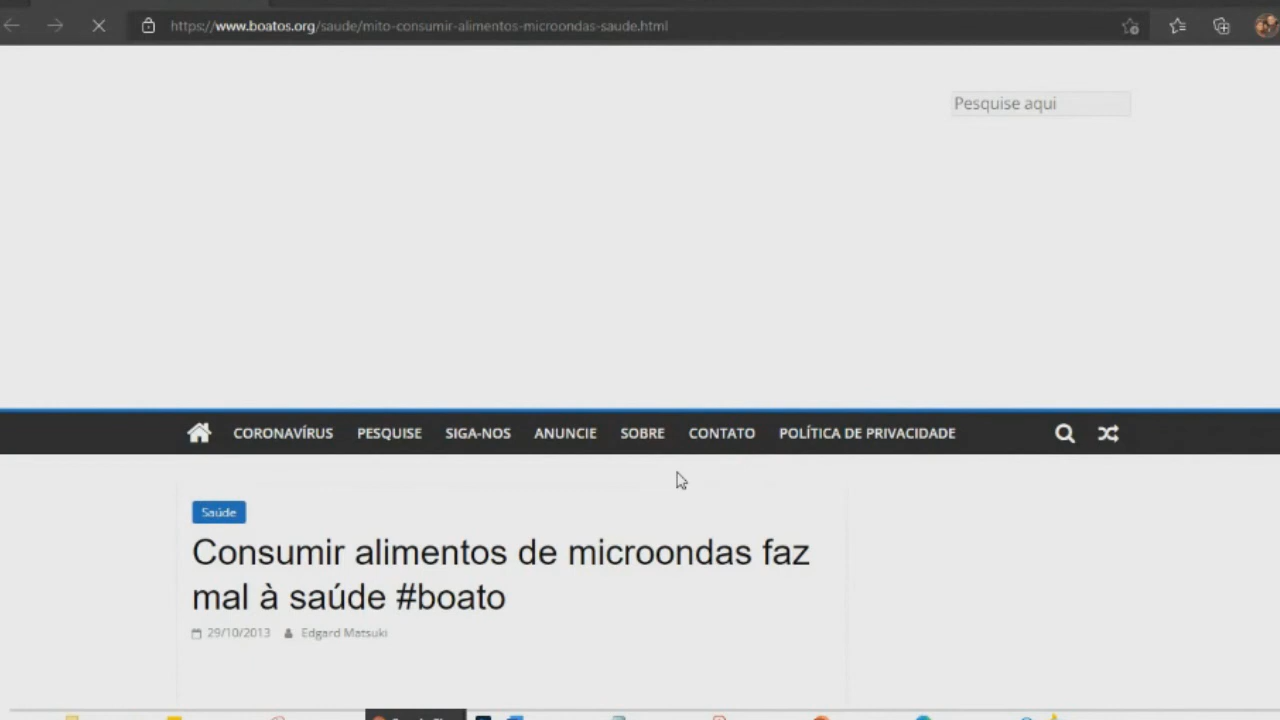 https://www.boatos.org/saude/mito-consumir-alimentos-microondas-saude.html
Pesquise aqui
CORONAVÍRUS PESQUISE SIGA-NOS ANUNCIE SOBRE CONTATO POLÍTICA DE PRIVACIDADE
Saúde
Consumir alimentos de microondas faz
mal à saúde #boato
29/10/2013 Edgard Matsuki